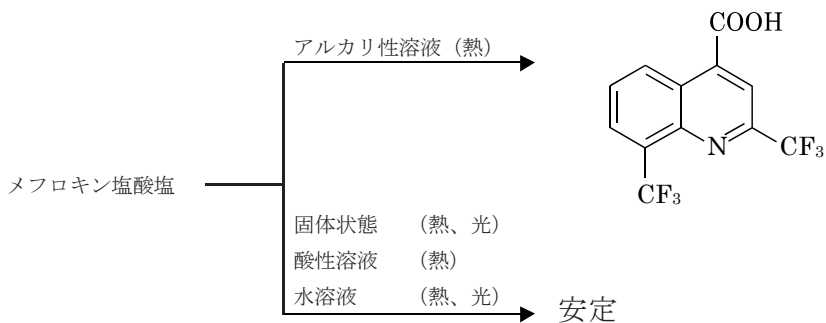 COOH
アルカリ性溶液（熱）
N
CF3
CF3
メフロキン塩酸塩
固体状態　（熱、光）
酸性溶液　（熱）
水溶液　（熱、光）
安定